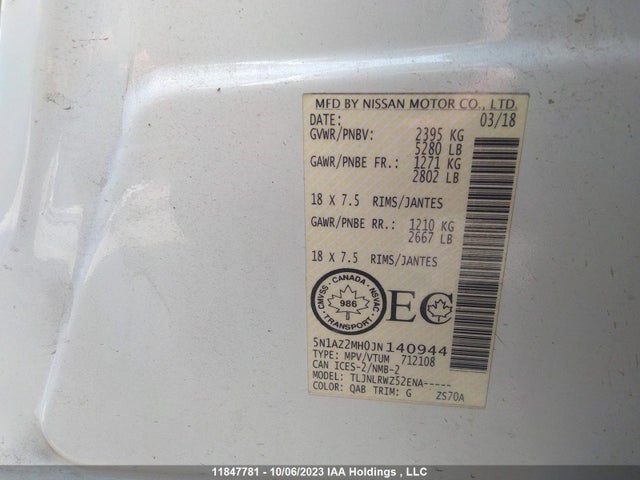 MFD BY NISSAN MOTOR CO., LTD.
DATE: 03/18
GVWR/PNBV: 2395 KG
5280 LB
GAWR/PNBE FR.: 1271 KG
2802 LB
18 X 7.5 RIMS/JANTES
GAWR/PNBE RR.: 1210 KG
2667 LB
18 X 7.5 RIMS/JANTES
CMVSS - CANADA - NSVAC
986
TRANSPORT
EC
5N1AZ2MH0JN140944
TYPE: MPV/VTUM 712108
CAN ICES-2/NMB-2
MODEL: TLJNLRWZ52ENA-----
COLOR: QAB TRIM: G ZS70A
11847781 - 10/06/2023 IAA Holdings , LLC